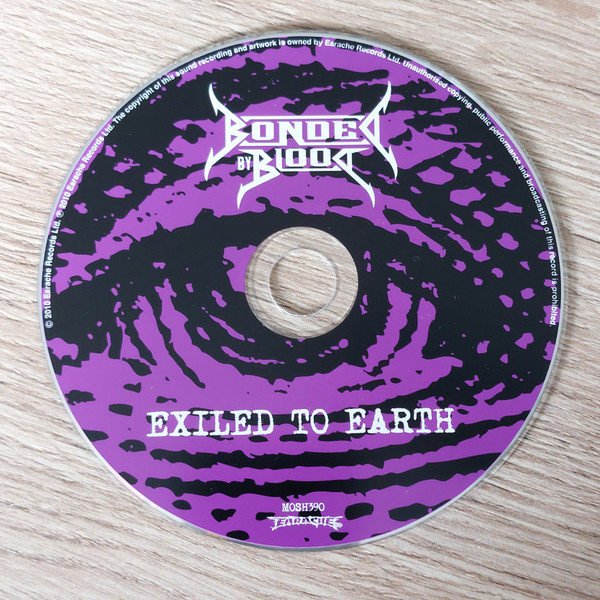 © 2010 Earache Records Ltd. ℗ 2010 Earache Records Ltd. The copyright of this sound recording and artwork is owned by Earache Records Ltd. Unauthorised copying, public performance and broadcasting of this record is prohibited.
BONDED
BY BLOOD
EXILED TO EARTH
MOSH390
EARACHE